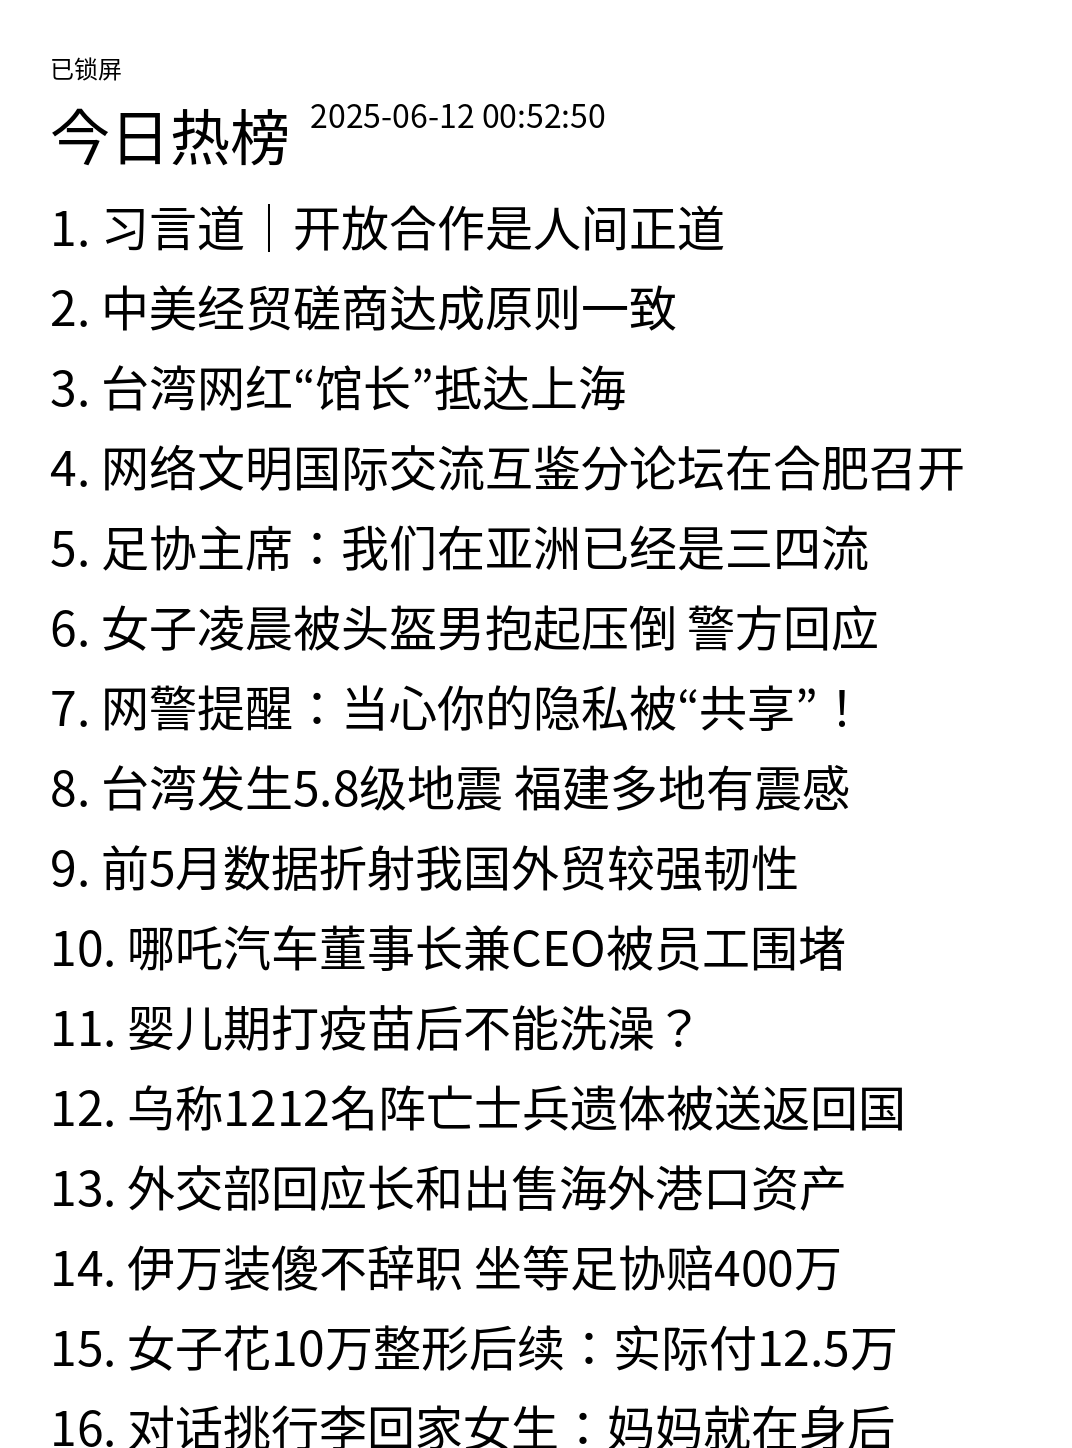 已锁屏
今日热榜 2025-06-12 00:52:50
1. 习言道｜开放合作是人间正道
2. 中美经贸磋商达成原则一致
3. 台湾网红“馆长”抵达上海
4. 网络文明国际交流互鉴分论坛在合肥召开
5. 足协主席：我们在亚洲已经是三四流
6. 女子凌晨被头盔男抱起压倒 警方回应
7. 网警提醒：当心你的隐私被“共享”！
8. 台湾发生5.8级地震 福建多地有震感
9. 前5月数据折射我国外贸较强韧性
10. 哪吒汽车董事长兼CEO被员工围堵
11. 婴儿期打疫苗后不能洗澡？
12. 乌称1212名阵亡士兵遗体被送返回国
13. 外交部回应长和出售海外港口资产
14. 伊万装傻不辞职 坐等足协赔400万
15. 女子花10万整形后续：实际付12.5万
16. 对话挑行李回家女生：妈妈就在身后